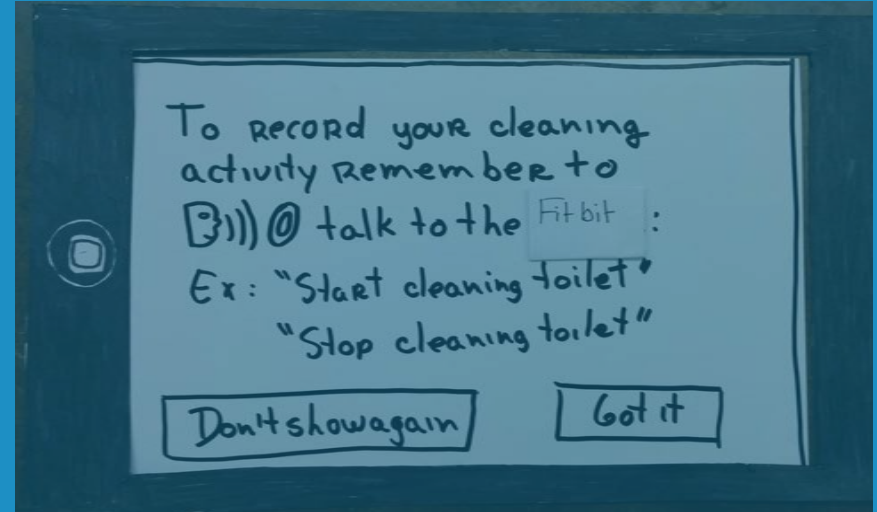 To RecoRd youR cleaning
activity RemembeR to
talk to the Fitbit :
Ex: "StaRt cleaning toilet"
"Stop cleaning toilet"
Don't show again
Got it